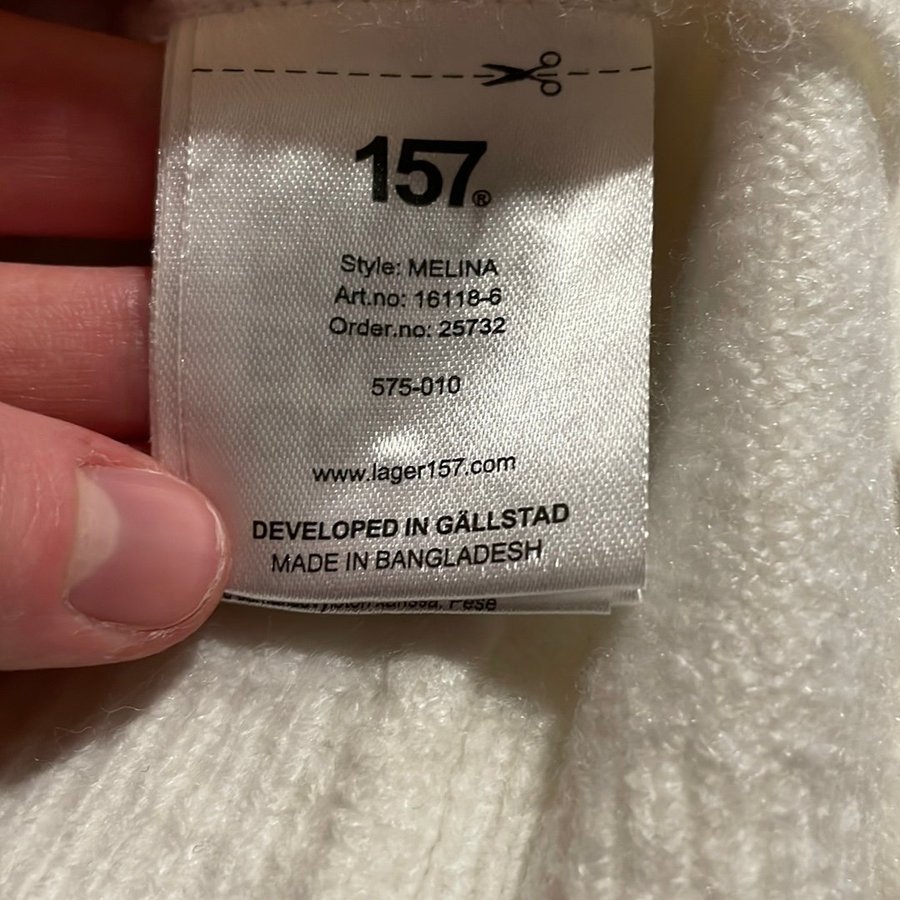 157®
Style: MELINA
Art.no: 16118-6
Order.no: 25732
575-010
www.lager157.com
DEVELOPED IN GÄLLSTAD
MADE IN BANGLADESH
Pese